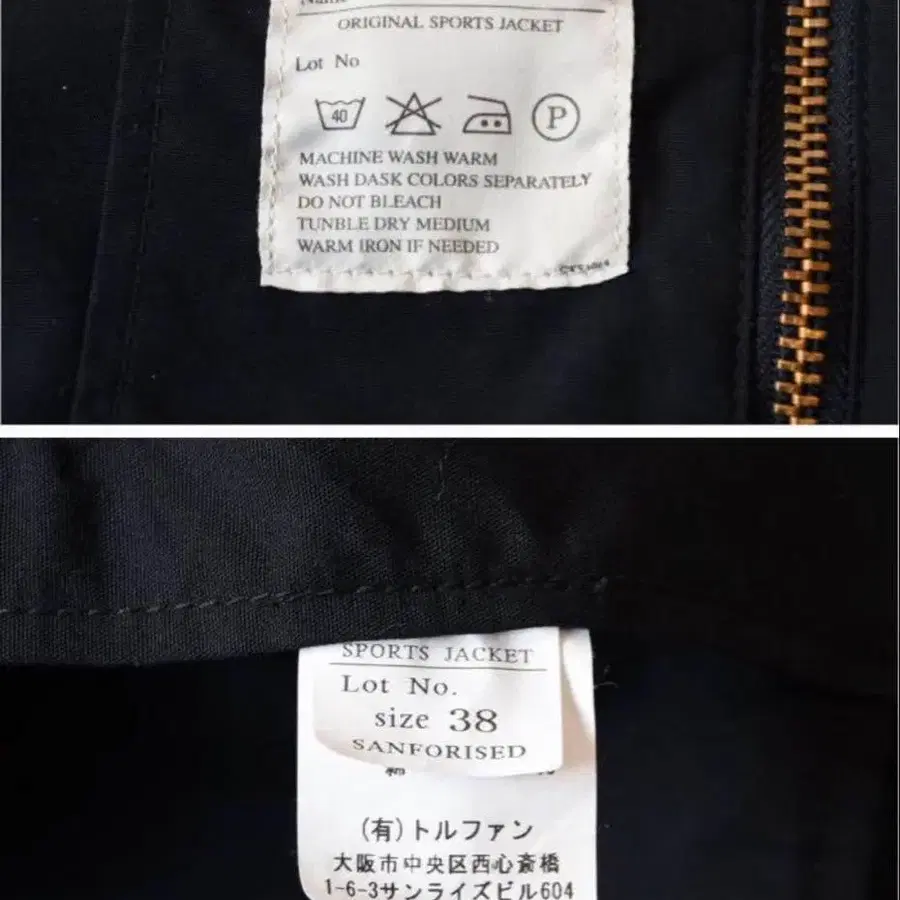 Name
ORIGINAL SPORTS JACKET
Lot No
40
P
MACHINE WASH WARM
WASH DASK COLORS SEPARATELY
DO NOT BLEACH
TUNBLE DRY MEDIUM
WARM IRON IF NEEDED
SPORTS JACKET
Lot No.
size 38
SANFORISED
綿
(有)トルファン
大阪市中央区西心斎橋
1-6-3サンライズビル604